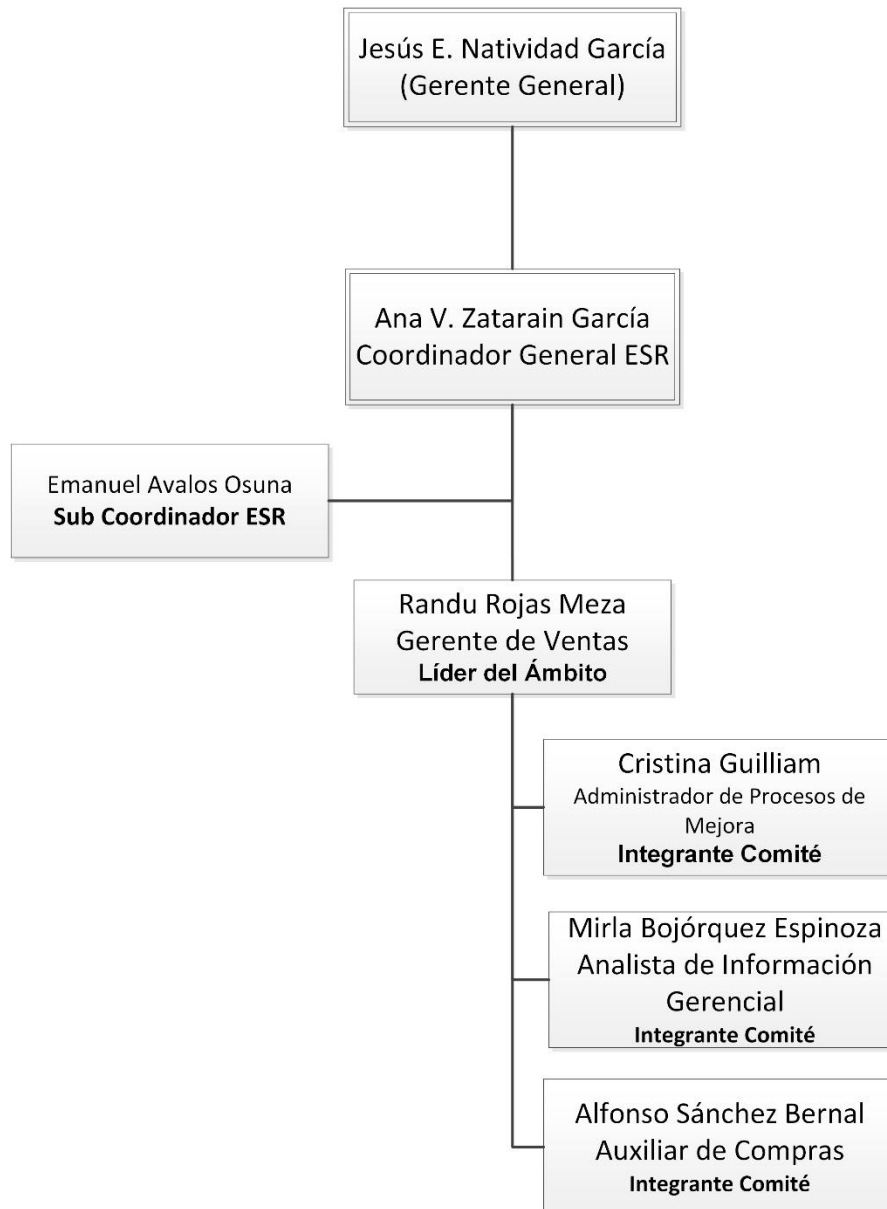 Jesús E. Natividad García
(Gerente General)
Ana V. Zatarain García
Coordinador General ESR
Emanuel Avalos Osuna
Sub Coordinador ESR
Randu Rojas Meza
Gerente de Ventas
Líder del Ámbito
Cristina Guilliam
Administrador de Procesos de
Mejora
Integrante Comité
Mirla Bojórquez Espinoza
Analista de Información
Gerencial
Integrante Comité
Alfonso Sánchez Bernal
Auxiliar de Compras
Integrante Comité